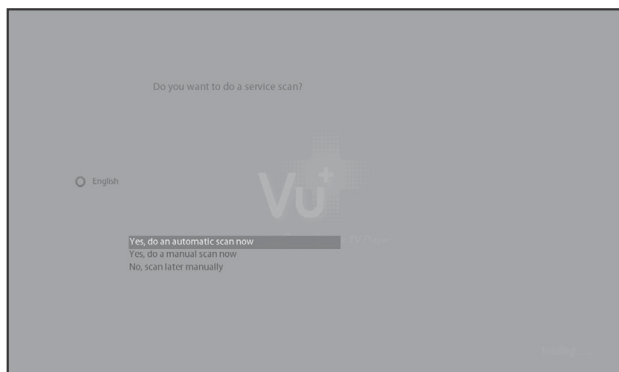 Do you want to do a service scan?
Vu+
English
Yes, do an automatic scan now
Yes, do a manual scan now
No, scan later manually